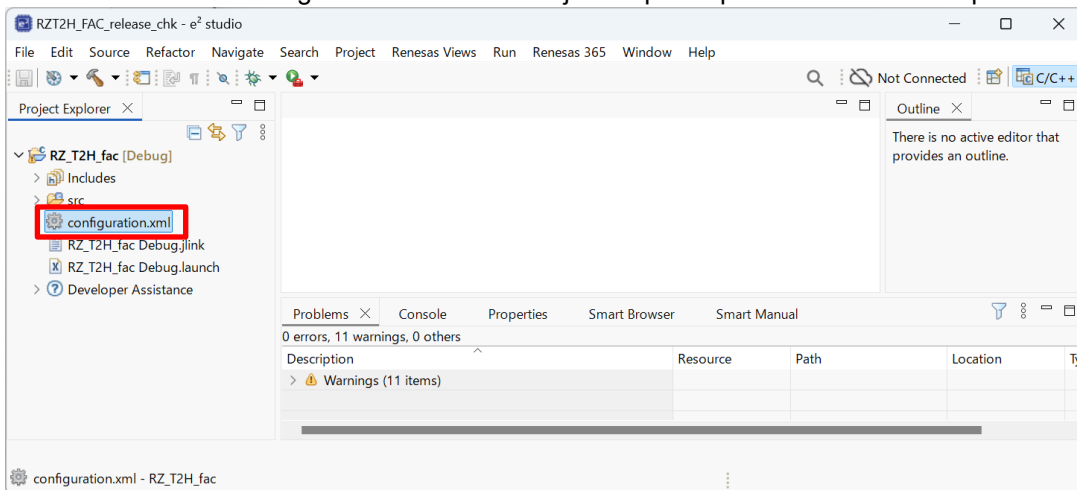 RZT2H_FAC_release_chk - e² studio
File Edit Source Refactor Navigate Search Project Renesas Views Run Renesas 365 Window Help
Not Connected C/C++
Project Explorer
Outline
There is no active editor that
provides an outline.
RZ_T2H_fac [Debug]
Includes
src
configuration.xml
RZ_T2H_fac Debug.jlink
RZ_T2H_fac Debug.launch
Developer Assistance
Problems Console Properties Smart Browser Smart Manual
0 errors, 11 warnings, 0 others
Description Resource Path Location
Warnings (11 items)
configuration.xml - RZ_T2H_fac